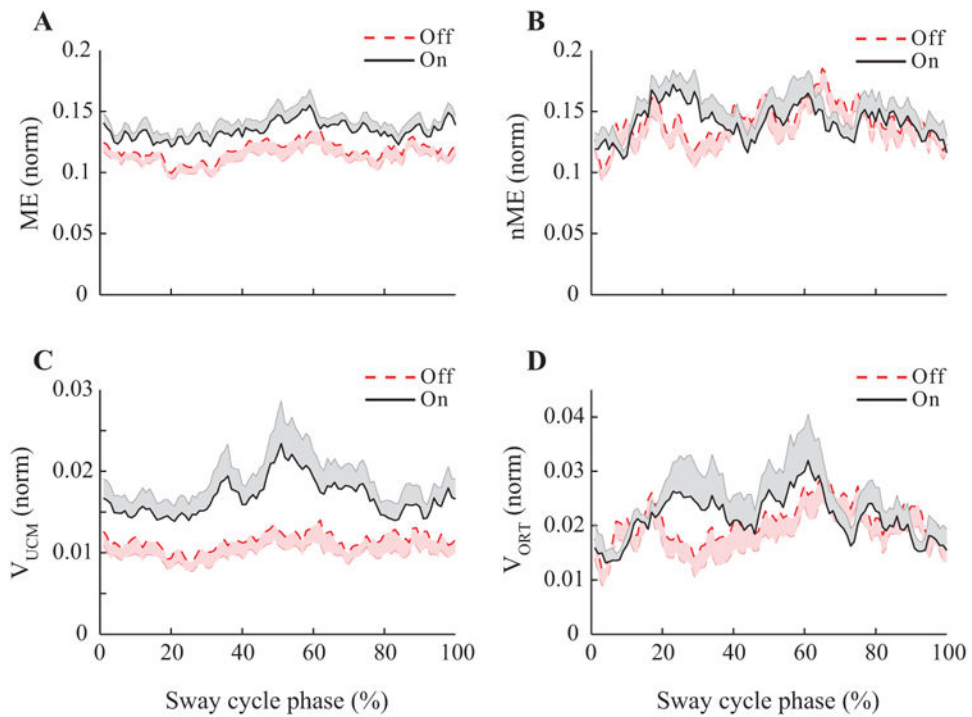 A
Off
On
0.2
0.15
0.1
0.05
0
ME (norm)
B
Off
On
0.2
0.15
0.1
0.05
0
nME (norm)
C
Off
On
0.03
0.02
0.01
0
V_UCM (norm)
0 20 40 60 80 100
Sway cycle phase (%)
D
Off
On
0.04
0.03
0.02
0.01
0
V_ORT (norm)
0 20 40 60 80 100
Sway cycle phase (%)